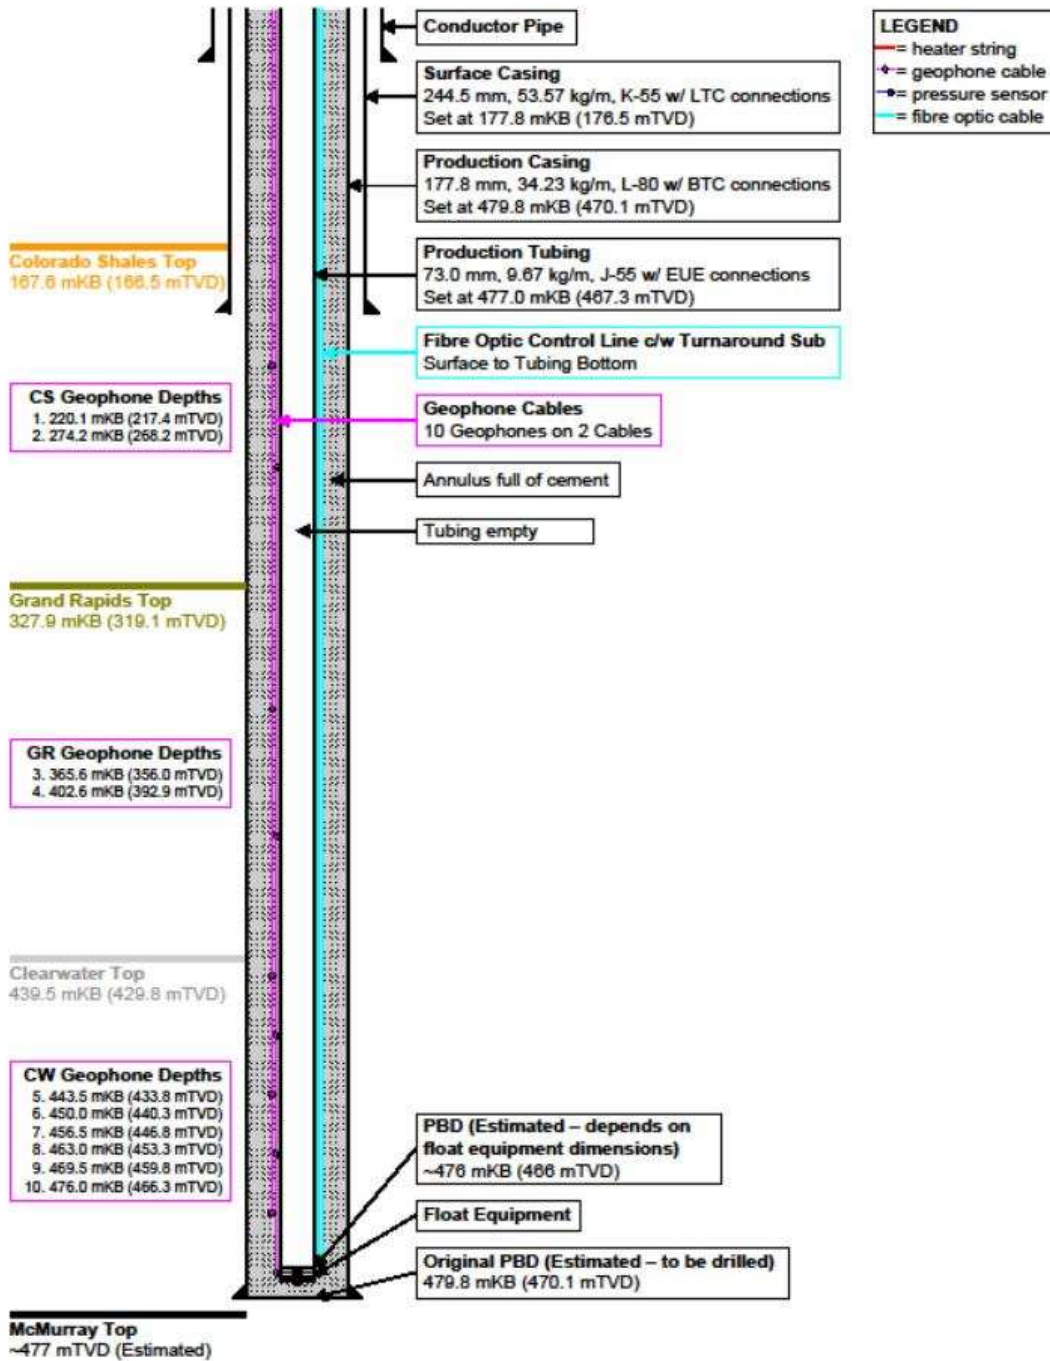 Conductor Pipe
LEGEND
= heater string
= geophone cable
= pressure sensor
= fibre optic cable
Surface Casing
244.5 mm, 53.57 kg/m, K-55 w/ LTC connections
Set at 177.8 mKB (176.5 mTVD)
Production Casing
177.8 mm, 34.23 kg/m, L-80 w/ BTC connections
Set at 479.8 mKB (470.1 mTVD)
Production Tubing
73.0 mm, 9.67 kg/m, J-55 w/ EUE connections
Set at 477.0 mKB (467.3 mTVD)
Colorado Shales Top
167.6 mKB (166.5 mTVD)
Fibre Optic Control Line c/w Turnaround Sub
Surface to Tubing Bottom
CS Geophone Depths
1. 220.1 mKB (217.4 mTVD)
2. 274.2 mKB (268.2 mTVD)
Geophone Cables
10 Geophones on 2 Cables
Annulus full of cement
Tubing empty
Grand Rapids Top
327.9 mKB (319.1 mTVD)
GR Geophone Depths
3. 365.6 mKB (356.0 mTVD)
4. 402.6 mKB (392.9 mTVD)
Clearwater Top
439.5 mKB (429.8 mTVD)
CW Geophone Depths
5. 443.5 mKB (433.8 mTVD)
6. 450.0 mKB (440.3 mTVD)
7. 456.5 mKB (446.8 mTVD)
8. 463.0 mKB (453.3 mTVD)
9. 469.5 mKB (459.8 mTVD)
10. 476.0 mKB (466.3 mTVD)
PBD (Estimated – depends on
float equipment dimensions)
~476 mKB (466 mTVD)
Float Equipment
Original PBD (Estimated – to be drilled)
479.8 mKB (470.1 mTVD)
McMurray Top
~477 mTVD (Estimated)